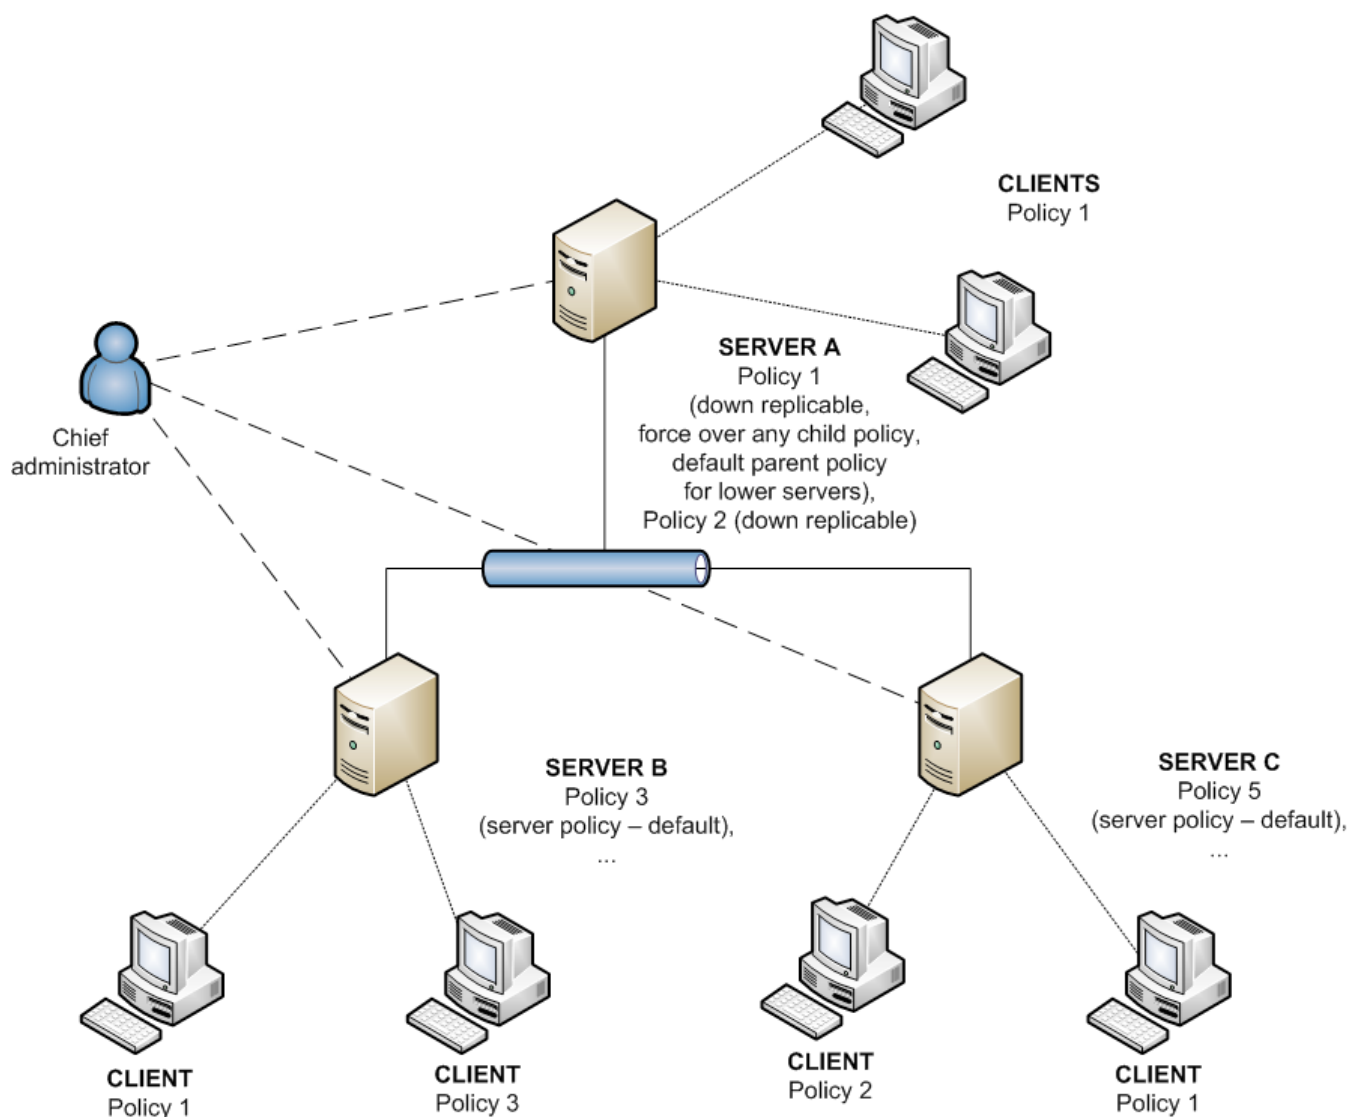 CLIENTS
Policy 1
SERVER A
Policy 1
(down replicable,
force over any child policy,
default parent policy
for lower servers),
Policy 2 (down replicable)
Chief
administrator
SERVER B
Policy 3
(server policy – default),
...
SERVER C
Policy 5
(server policy – default),
...
CLIENT
Policy 1
CLIENT
Policy 3
CLIENT
Policy 2
CLIENT
Policy 1